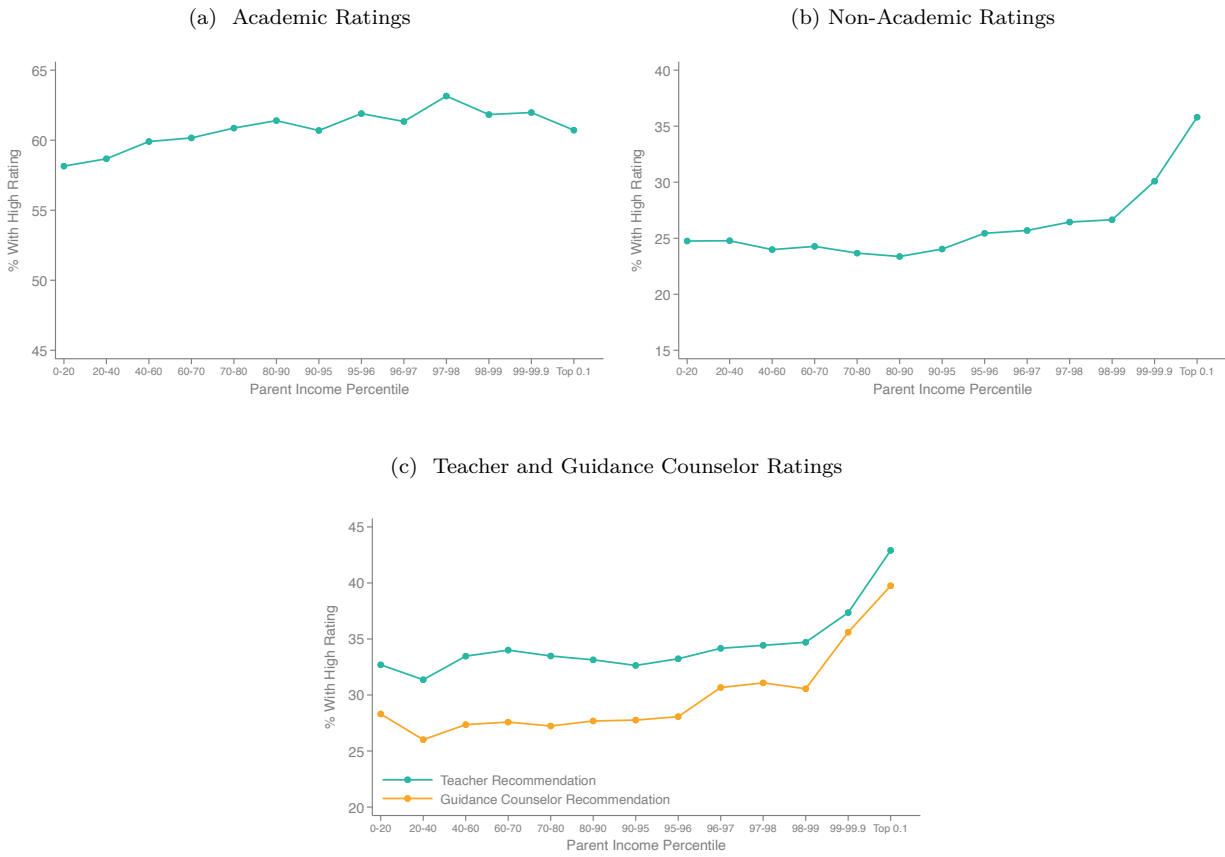 (a) Academic Ratings
65
60
55
50
45
% With High Rating
0-20 20-40 40-60 60-70 70-80 80-90 90-95 95-96 96-97 97-98 98-99 99-99.9 Top 0.1
Parent Income Percentile
(b) Non-Academic Ratings
40
35
30
25
20
15
% With High Rating
0-20 20-40 40-60 60-70 70-80 80-90 90-95 95-96 96-97 97-98 98-99 99-99.9 Top 0.1
Parent Income Percentile
(c) Teacher and Guidance Counselor Ratings
45
40
35
30
25
20
% With High Rating
Teacher Recommendation
Guidance Counselor Recommendation
0-20 20-40 40-60 60-70 70-80 80-90 90-95 95-96 96-97 97-98 98-99 99-99.9 Top 0.1
Parent Income Percentile